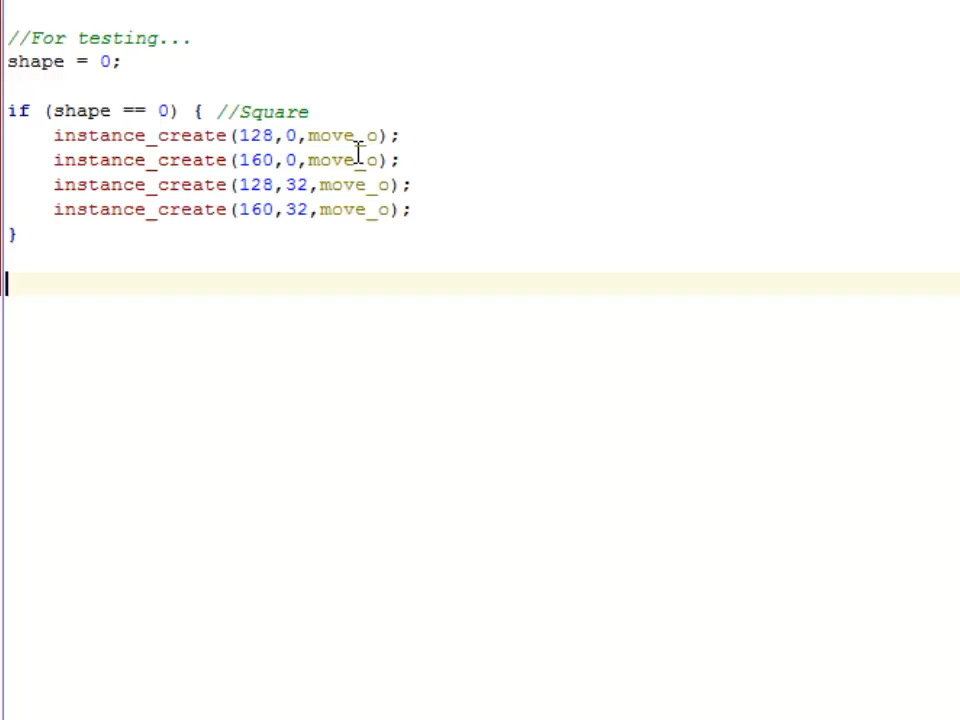 //For testing...
shape = 0;
if (shape == 0) { //Square
    instance_create(128,0,move_o);
    instance_create(160,0,move_o);
    instance_create(128,32,move_o);
    instance_create(160,32,move_o);
}